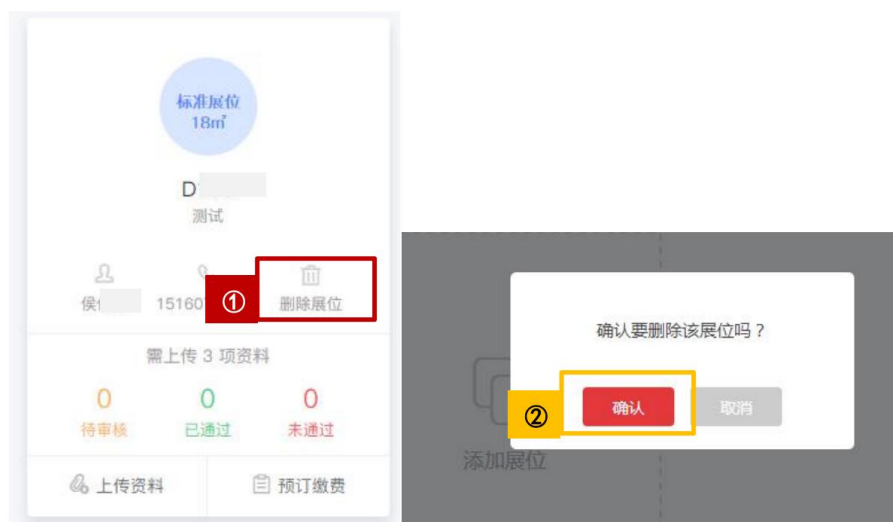 标准展位
18㎡
D
测试
侯
15160
①
删除展位
需上传 3 项资料
0
0
0
待审核
已通过
未通过
上传资料
预订缴费
确认要删除该展位吗？
②
确认
取消
添加展位